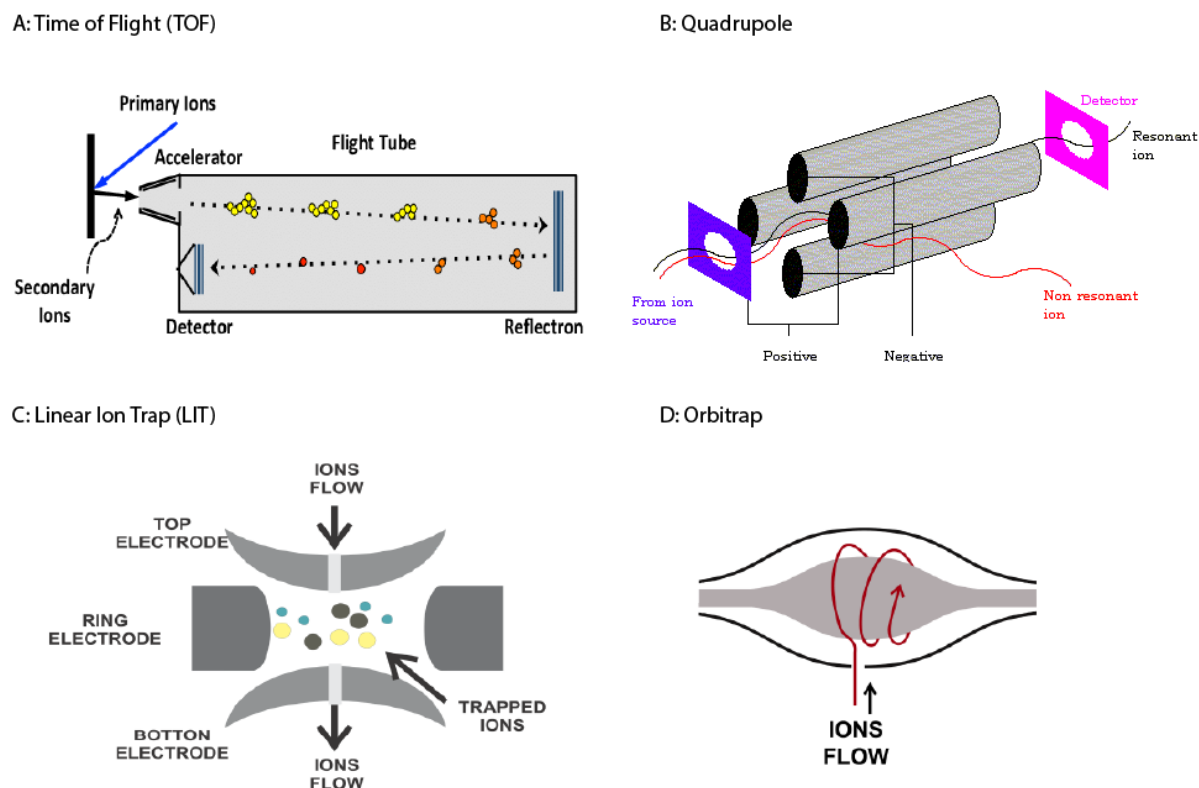 A: Time of Flight (TOF)
Primary Ions
Accelerator
Flight Tube
Secondary
Ions
Detector
Reflectron
B: Quadrupole
Detector
Resonant
ion
From ion
source
Non resonant
ion
Positive
Negative
C: Linear Ion Trap (LIT)
IONS
FLOW
TOP
ELECTRODE
RING
ELECTRODE
TRAPPED
IONS
BOTTON
ELECTRODE
IONS
FLOW
D: Orbitrap
IONS
FLOW